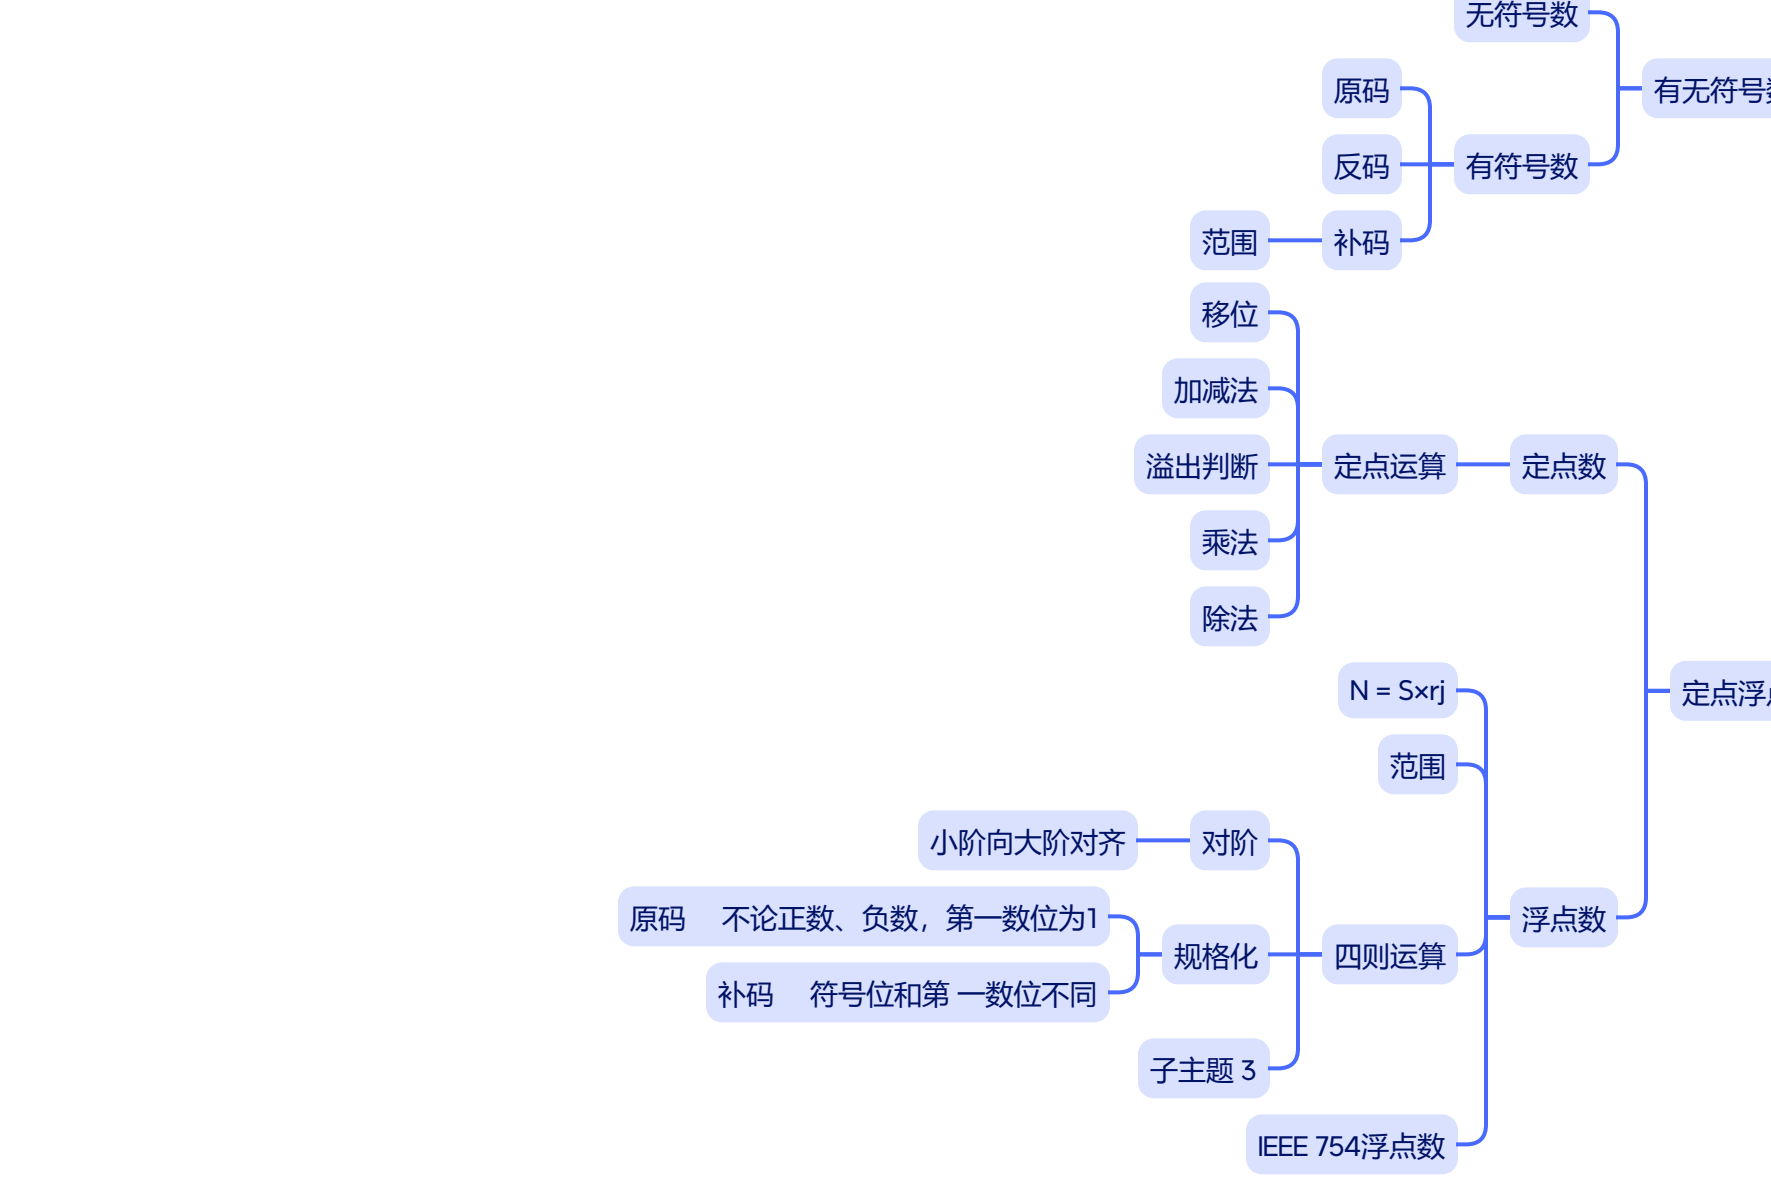 无符号数
原码
有无符号
反码
有符号数
范围
补码
移位
加减法
溢出判断
定点运算
定点数
乘法
除法
N = S×rj
定点浮
范围
小阶向大阶对齐
对阶
原码 不论正数、负数，第一数位为1
浮点数
规格化
四则运算
补码 符号位和第 一数位不同
子主题 3
IEEE 754浮点数